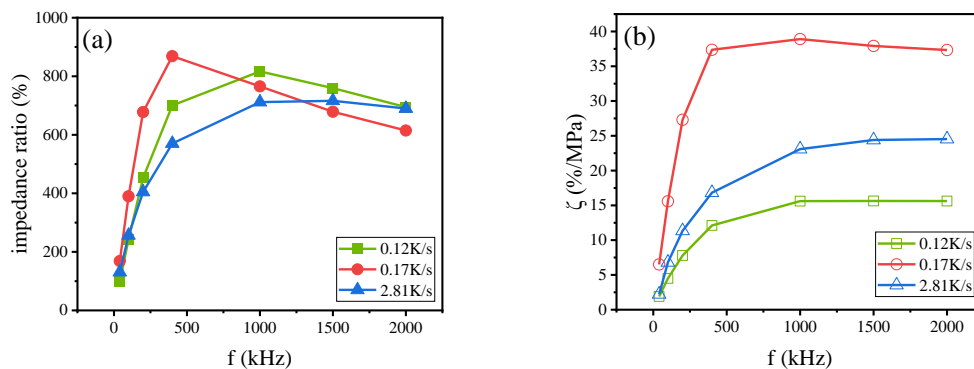 (a)
impedance ratio (%)
1000
800
600
400
200
0
0 500 1000 1500 2000
f (kHz)
0.12K/s
0.17K/s
2.81K/s
(b)
ζ (%/MPa)
40
35
30
25
20
15
10
5
0
0 500 1000 1500 2000
f (kHz)
0.12K/s
0.17K/s
2.81K/s